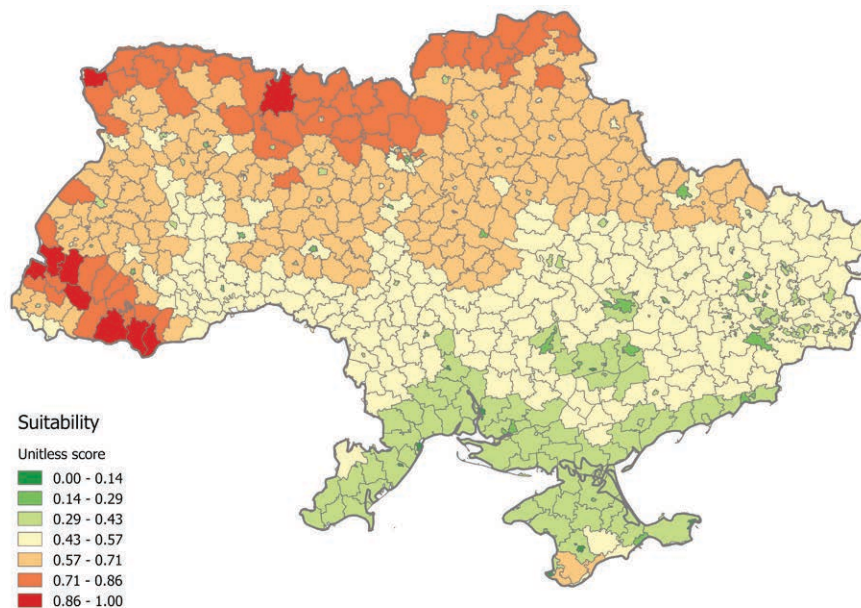 Suitability
Unitless score
0.00 - 0.14
0.14 - 0.29
0.29 - 0.43
0.43 - 0.57
0.57 - 0.71
0.71 - 0.86
0.86 - 1.00